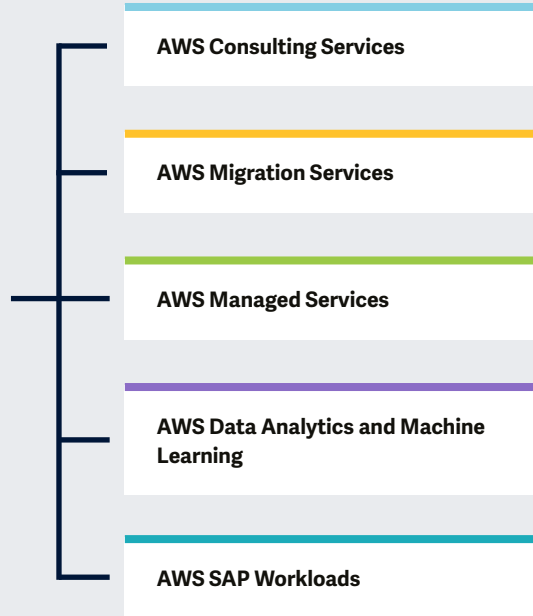 AWS Consulting Services
AWS Migration Services
AWS Managed Services
AWS Data Analytics and Machine
Learning
AWS SAP Workloads